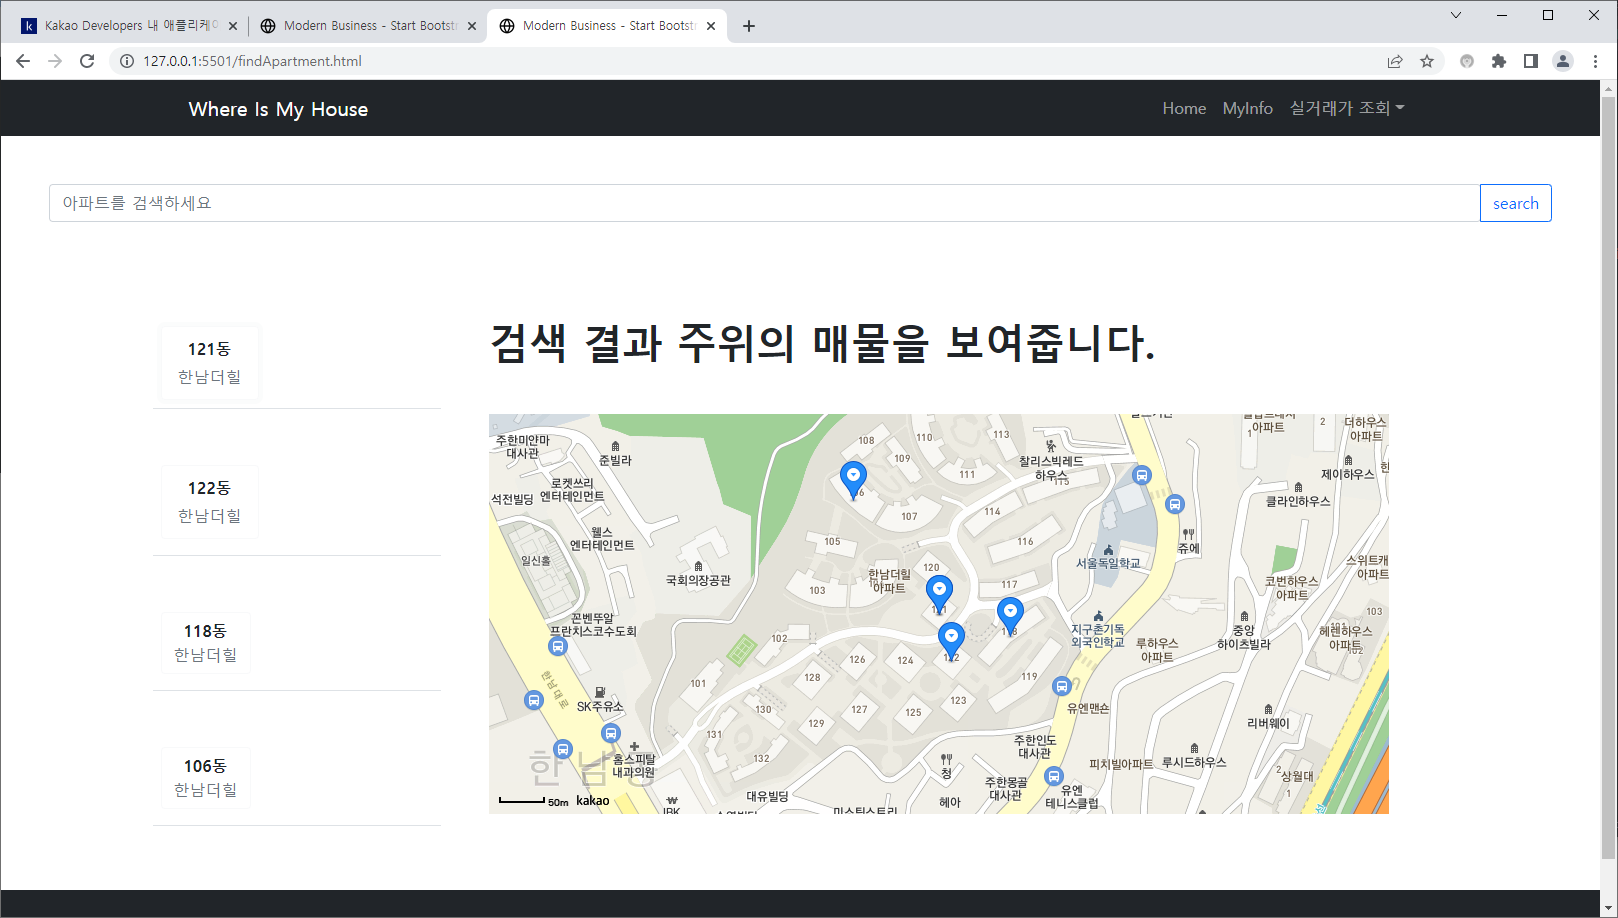 Kakao Developers 내 애플리케이
Modern Business - Start Bootstr
Modern Business - Start Bootstr
127.0.0.1:5501/findApartment.html
Where Is My House
Home
MyInfo
실거래가 조회
아파트를 검색하세요
search
121동
한남더힐
122동
한남더힐
118동
한남더힐
106동
한남더힐
검색 결과 주위의 매물을 보여줍니다.
주한미얀마
대사관
준빌라
로켓쓰리
엔터테인먼트
석전빌딩
웰스
엔터테인먼트
일신홀
국회의장공관
꼰벤뚜알
프란치스코수도회
한남대로
SK주유소
홈스피탈
내과의원
한남동
50m
kakao
IBK
대유빌딩
108
110
113
109
111
찰리스빅레드
하우스
115
107
114
116
105
120
117
한남더힐
아파트
103
102
126
124
119
101
128
123
130
127
125
129
131
132
청
헤아
주한인도
대사관
주한몽골
대사관
유엔
테니스클럽
피치빌아파트
유엔맨숀
루시드하우스
리버웨이
상월대
2
1
서울독일학교
쥬에
지구촌기독
외국인학교
루하우스
아파트
중앙
하이츠빌라
헤렌하우스
아파트
103
코번하우스
아파트
스위트캐
아파트
클라인하우스
제이하우스
더하우스
아파트
아파트
1
2
한